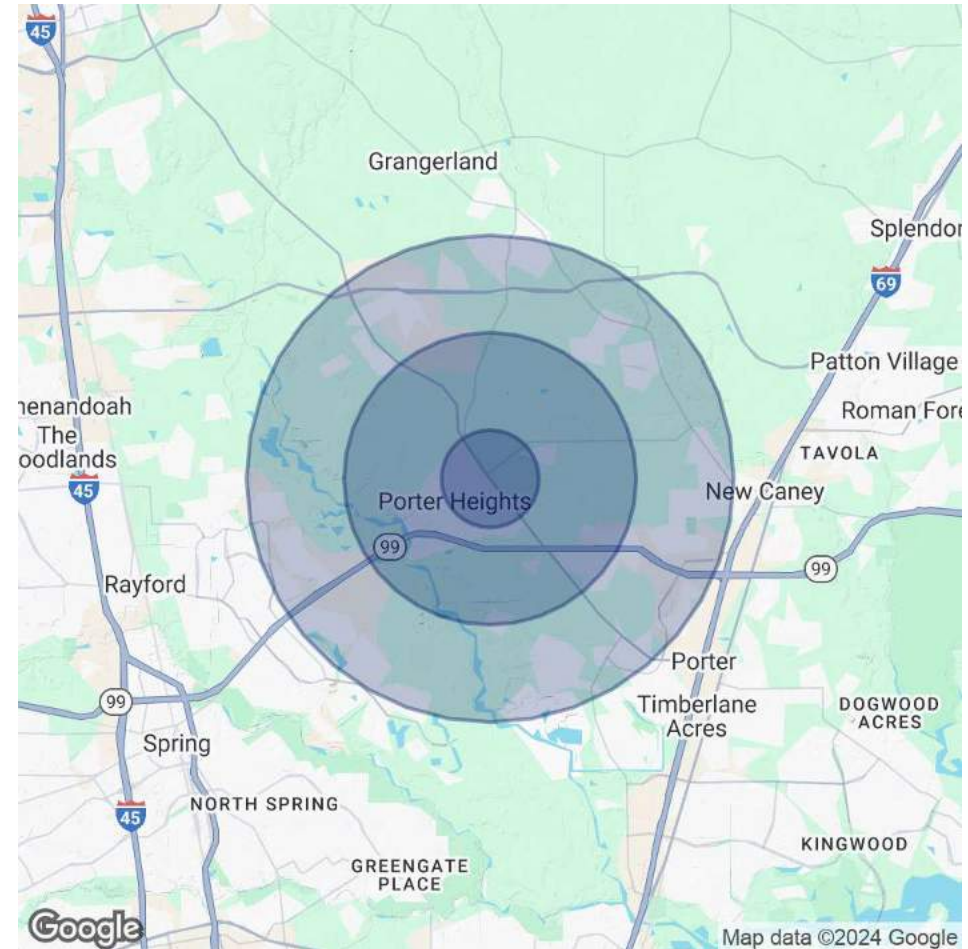 45
Grangerland
Splendor
69
Patton Village
henandoah
Roman Fore
The
oodlands
TAVOLA
45
Porter Heights
New Caney
99
99
Rayford
Porter
99
Timberlane
Acres
DOGWOOD
ACRES
Spring
NORTH SPRING
45
KINGWOOD
GREENGATE
PLACE
Google
Map data ©2024 Google